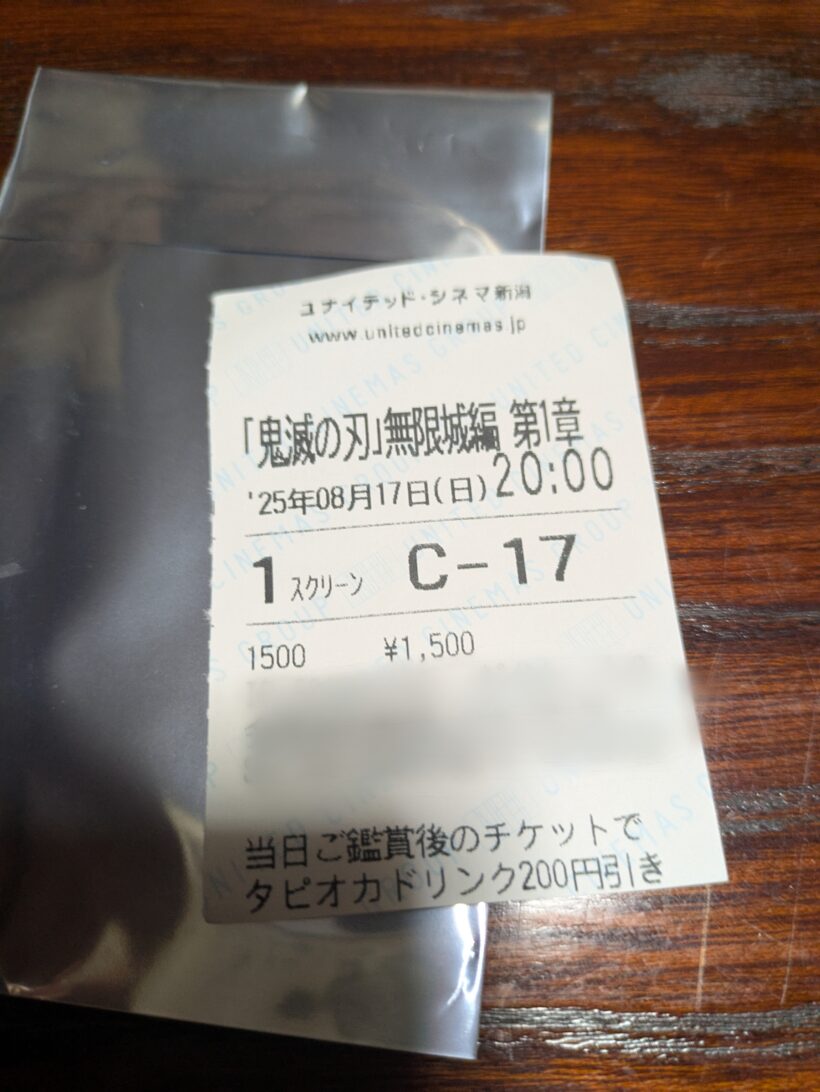 ユナイテッド・シネマ新潟
www.unitedcinemas.jp
「鬼滅の刃」無限城編 第1章
'25年08月17日(日) 20:00
1 スクリーン C-17
1500 ¥1,500
当日ご鑑賞後のチケットで
タピオカドリンク200円引き